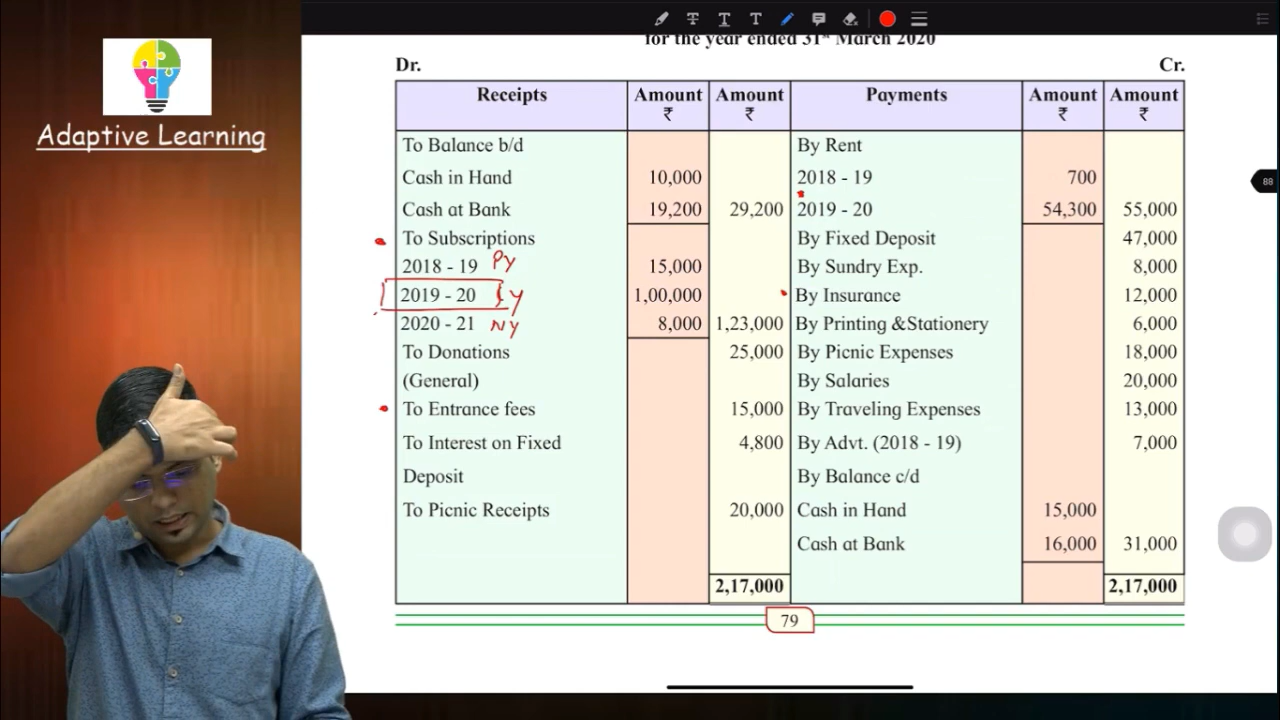 Adaptive Learning
for the year ended 31st March 2020
Dr. Cr.
Receipts Amount ₹ Amount ₹ Payments Amount ₹ Amount ₹
To Balance b/d By Rent
Cash in Hand 10,000 2018 - 19 700
Cash at Bank 19,200 29,200 2019 - 20 54,300 55,000
To Subscriptions By Fixed Deposit 47,000
2018 - 19 Py 15,000 By Sundry Exp. 8,000
2019 - 20 Cy 1,00,000 By Insurance 12,000
2020 - 21 Ny 8,000 1,23,000 By Printing &Stationery 6,000
To Donations 25,000 By Picnic Expenses 18,000
(General) By Salaries 20,000
To Entrance fees 15,000 By Traveling Expenses 13,000
To Interest on Fixed 4,800 By Advt. (2018 - 19) 7,000
Deposit By Balance c/d
To Picnic Receipts 20,000 Cash in Hand 15,000
Cash at Bank 16,000 31,000
2,17,000 2,17,000
79
88